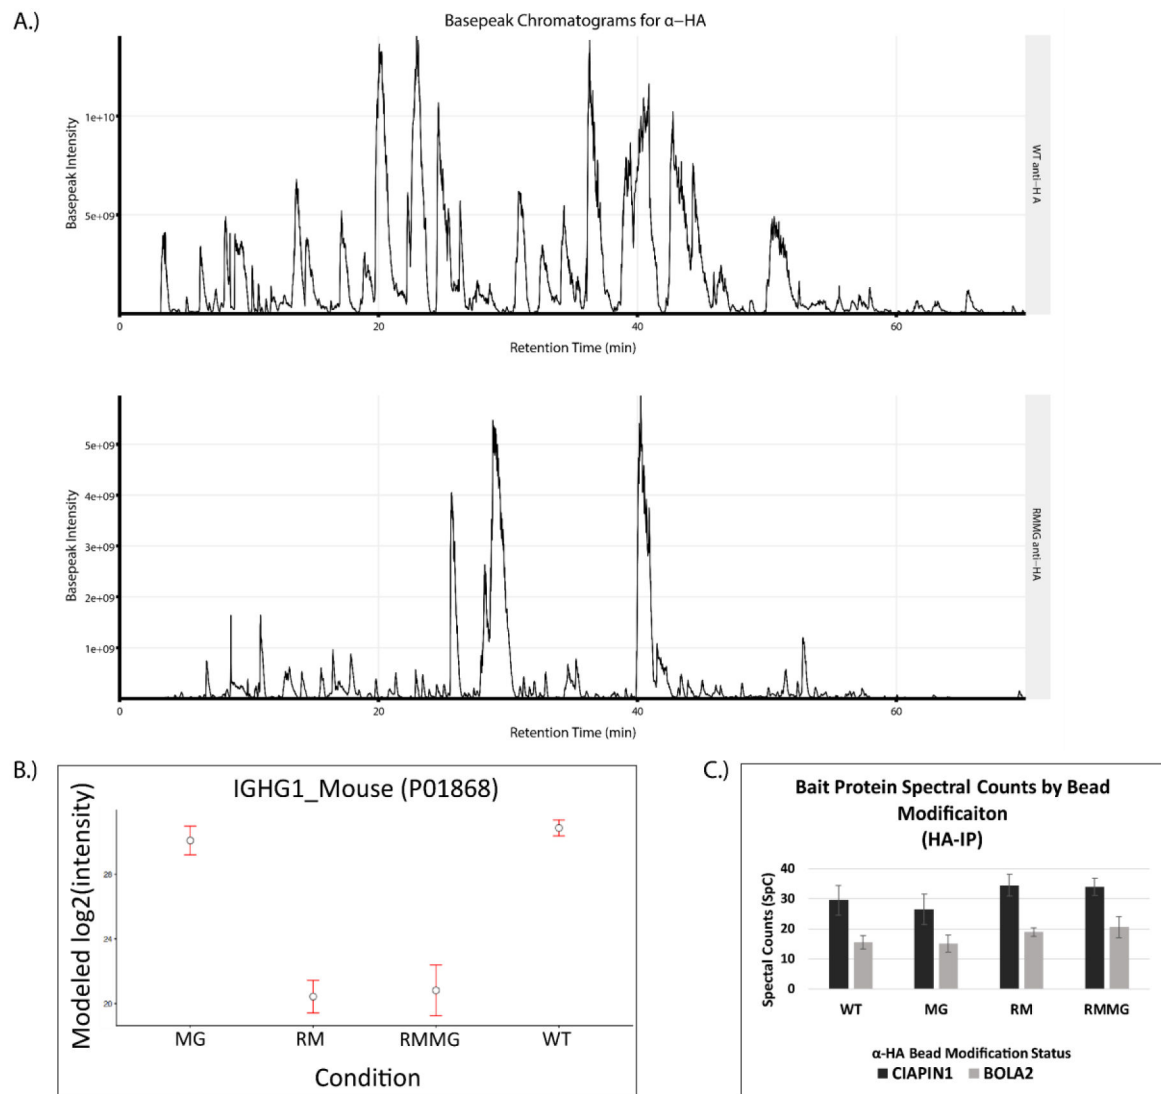 A.)
Basepeak Chromatograms for α−HA
Basepeak Intensity
1e+10
5e+09
0
20
40
60
Retention Time (min)
WT anti−H A
Basepeak Intensity
5e+09
4e+09
3e+09
2e+09
1e+09
0
20
40
60
Retention Time (min)
RMMG anti−HA
B.)
IGHG1_Mouse (P01868)
Modeled log2(intensity)
28
24
20
MG
RM
RMMG
WT
Condition
C.)
Bait Protein Spectral Counts by Bead
Modificaiton
(HA-IP)
Spectral Counts (SpC)
40
30
20
10
0
WT
MG
RM
RMMG
α-HA Bead Modification Status
CIAPIN1 BOLA2